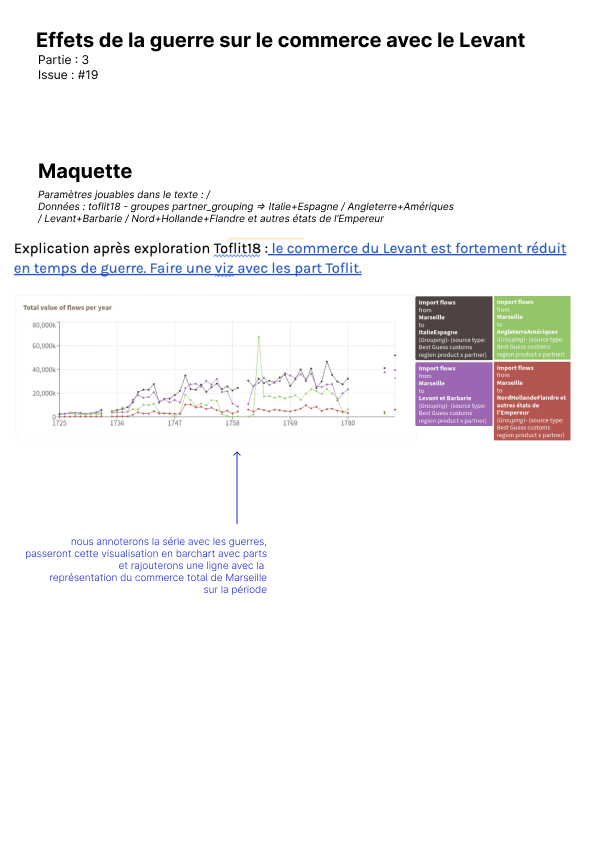 Effets de la guerre sur le commerce avec le Levant
Partie : 3
Issue : #19
Maquette
Paramètres jouables dans le texte : /
Données : toflit18 - groupes partner_grouping => Italie+Espagne / Angleterre+Amériques
/ Levant+Barbarie / Nord+Hollande+Flandre et autres états de l'Empereur
Explication après exploration Toflit18 : le commerce du Levant est fortement réduit
en temps de guerre. Faire une viz avec les part Toflit.
Total value of flows per year
80,000k
60,000k
40,000k
20,000k
0
1725 1736 1747 1758 1769 1780
Import flows
from
Marseille
to
ItalieEspagne
(Grouping)- (source type:
Best Guess customs
region product x partner)
Import flows
from
Marseille
to
AngleterreAmériques
(Grouping)- (source type:
Best Guess customs
region product x partner)
Import flows
from
Marseille
to
Levant et Barbarie
(Grouping)- (source type:
Best Guess customs
region product x partner)
Import flows
from
Marseille
to
NordHollandeFlandre et
autres états de
l'Empereur
(Grouping)- (source type:
Best Guess customs
region product x partner)
nous annoterons la série avec les guerres,
passeront cette visualisation en barchart avec parts
et rajouterons une ligne avec la
représentation du commerce total de Marseille
sur la période